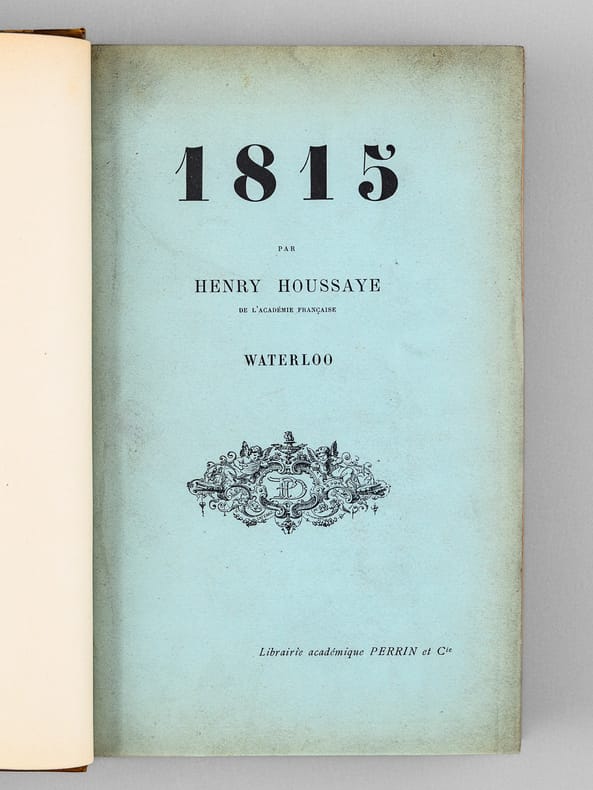 1815
PAR
HENRY HOUSSAYE
DE L'ACADÉMIE FRANÇAISE
WATERLOO
Librairie académique PERRIN et Cie